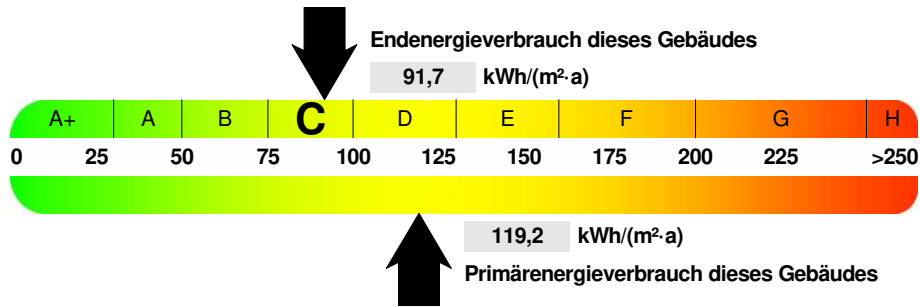 Endenergieverbrauch dieses Gebäudes
91,7 kWh/(m²·a)
A+ A B C D E F G H
0 25 50 75 100 125 150 175 200 225 >250
119,2 kWh/(m²·a)
Primärenergieverbrauch dieses Gebäudes